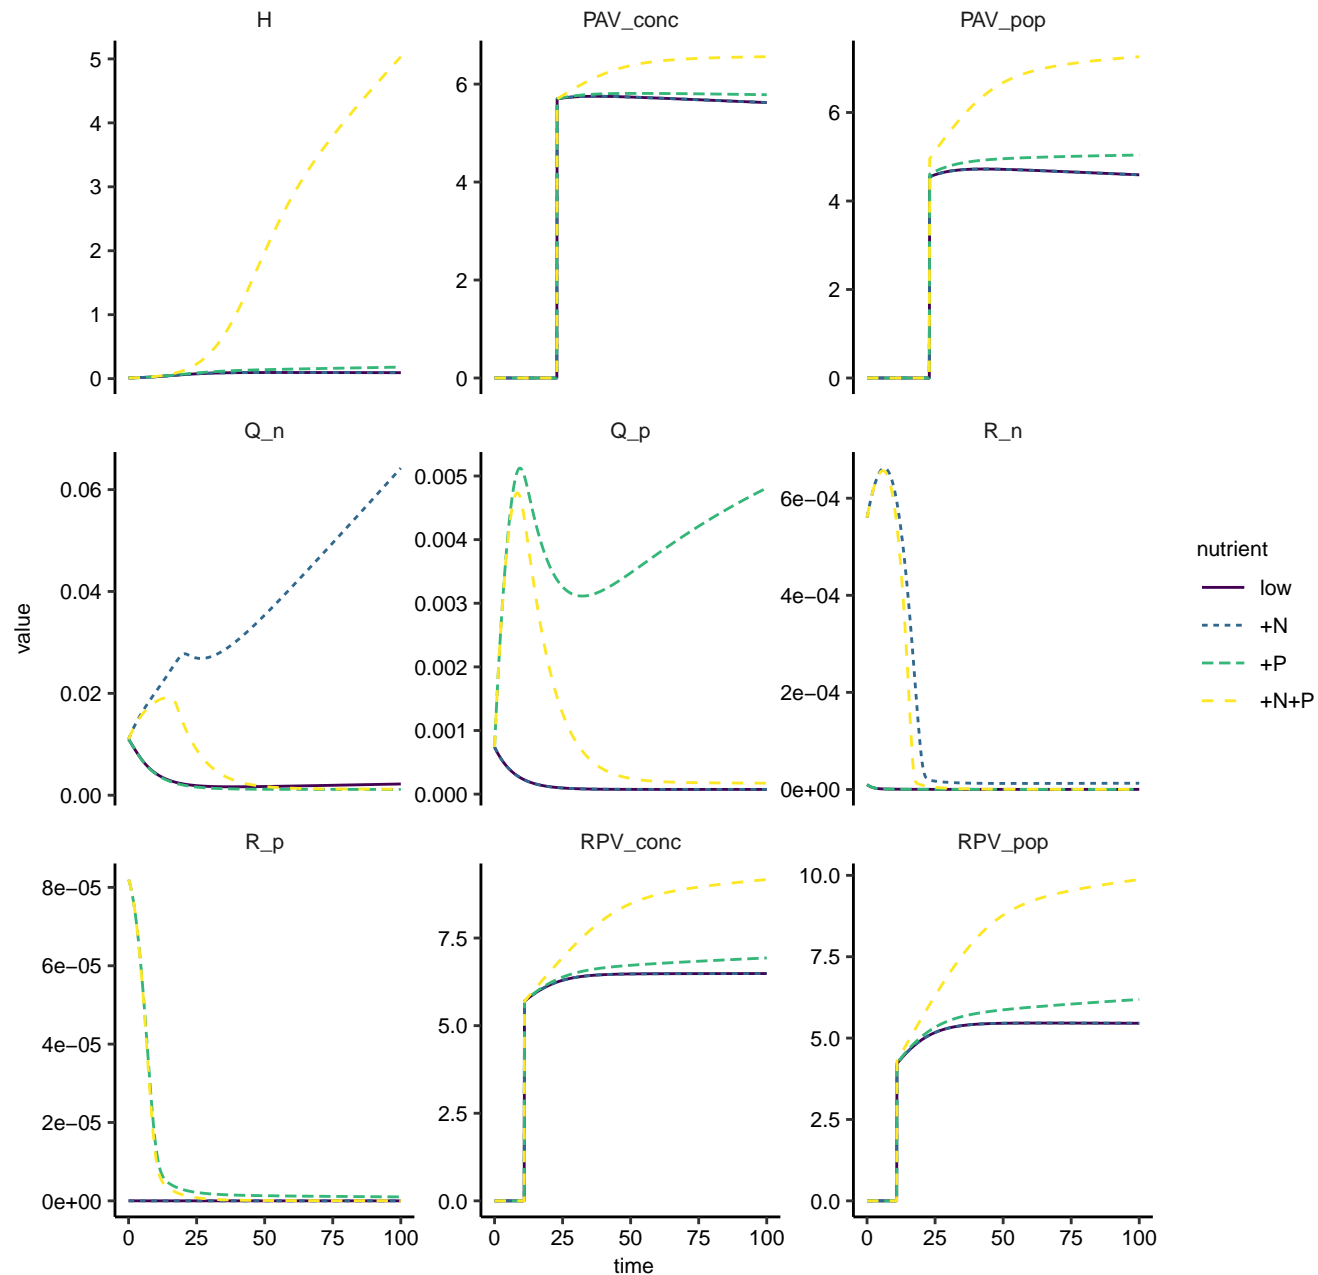 H
PAV_conc
PAV_pop
5
4
3
2
1
0
6
4
2
0
6
4
2
0
Q_n
Q_p
R_n
0.06
0.04
0.02
0.00
0.005
0.004
0.003
0.002
0.001
0.000
6e−04
4e−04
2e−04
0e+00
value
nutrient
low
+N
+P
+N+P
R_p
RPV_conc
RPV_pop
8e−05
6e−05
4e−05
2e−05
0e+00
7.5
5.0
2.5
0.0
10.0
7.5
5.0
2.5
0.0
0 25 50 75 100
0 25 50 75 100
0 25 50 75 100
time